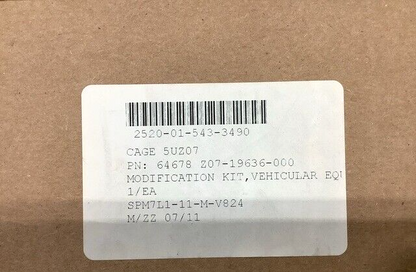 2520-01-543-3490
CAGE 5UZ07
PN: 64678 Z07-19636-000
MODIFICATION KIT,VEHICULAR EQU
1/EA
SPM7L1-11-M-V824
M/ZZ 07/11